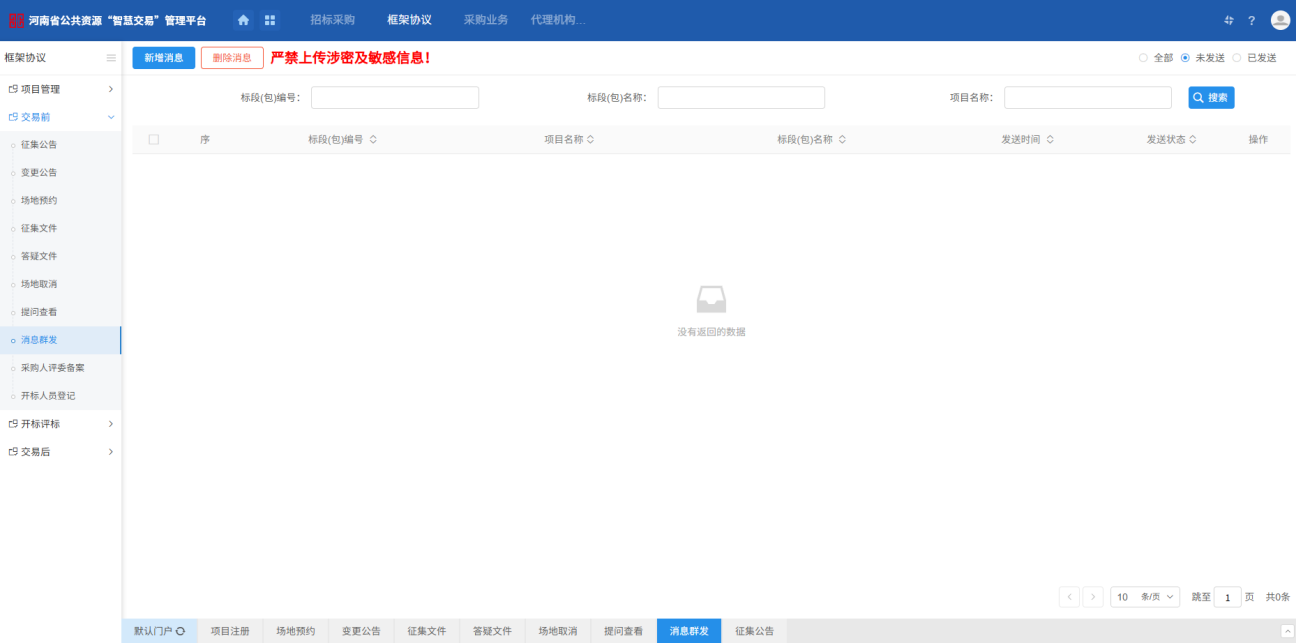 河南省公共资源“智慧交易”管理平台 招标采购 框架协议 采购业务 代理机构... ?
框架协议
新增消息 删除消息 严禁上传涉密及敏感信息！ 全部 未发送 已发送
项目管理
交易前
征集公告
变更公告
场地预约
征集文件
答疑文件
场地取消
提问查看
消息群发
采购人评委备案
开标人员登记
开标评标
交易后
标段(包)编号： 标段(包)名称： 项目名称： 搜索
序 标段(包)编号 项目名称 标段(包)名称 发送时间 发送状态 操作
没有返回的数据
10 条/页 跳至 1 页 共0条
默认门户 项目注册 场地预约 变更公告 征集文件 答疑文件 场地取消 提问查看 消息群发 征集公告